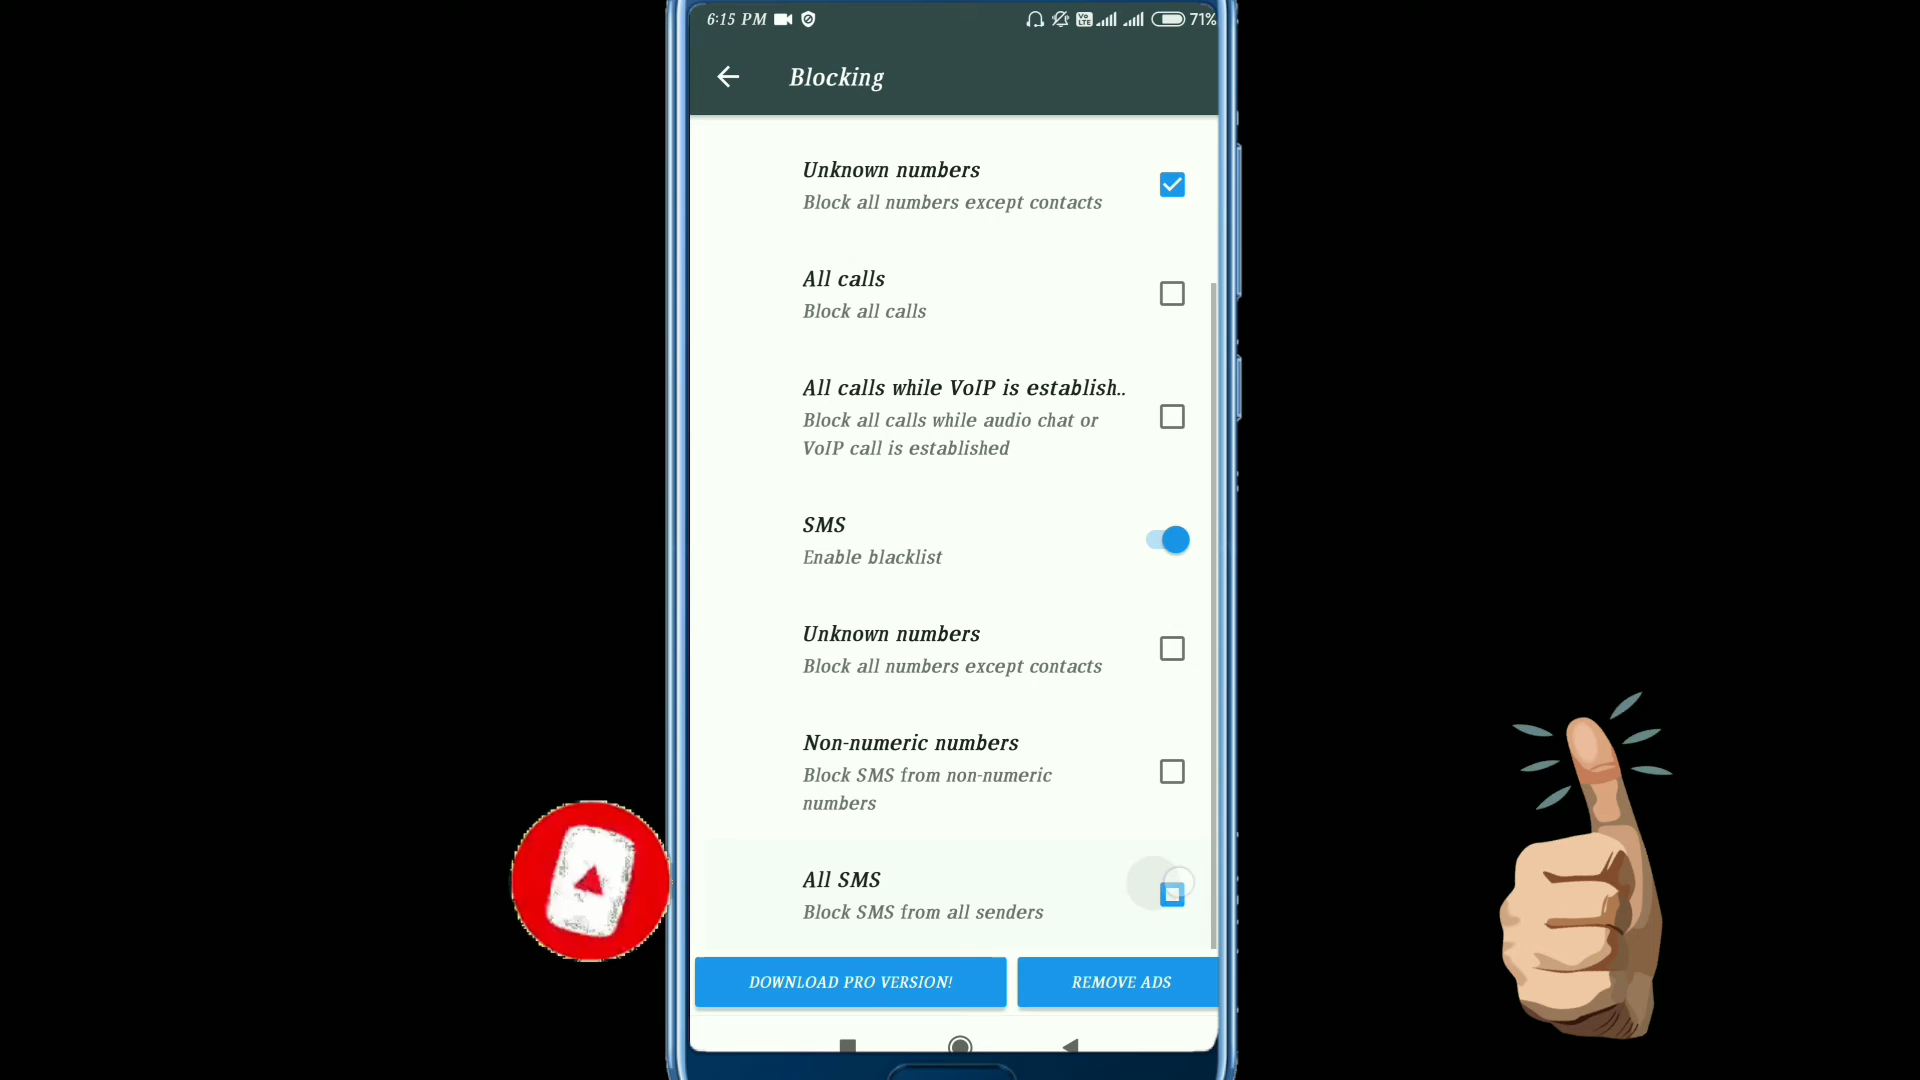 6:15 PM
Vo LTE
71%
Blocking
Unknown numbers
Block all numbers except contacts
All calls
Block all calls
All calls while VoIP is establish..
Block all calls while audio chat or
VoIP call is established
SMS
Enable blacklist
Unknown numbers
Block all numbers except contacts
Non-numeric numbers
Block SMS from non-numeric
numbers
All SMS
Block SMS from all senders
DOWNLOAD PRO VERSION!
REMOVE ADS